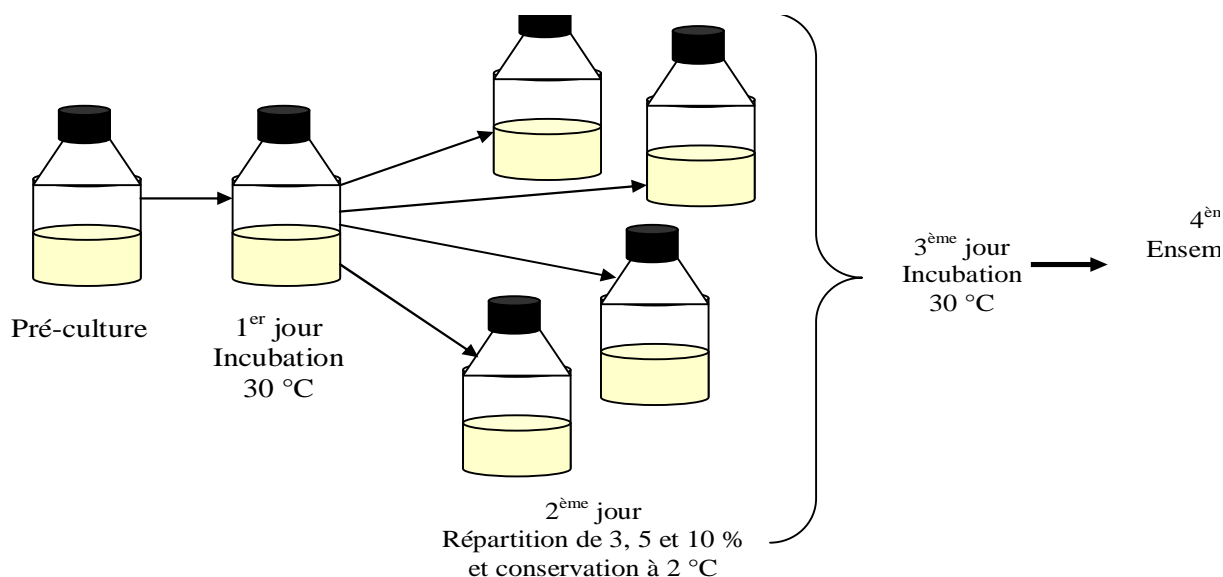 Pré-culture
1er jour
Incubation
30 °C
2ème jour
Répartition de 3, 5 et 10 %
et conservation à 2 °C
3ème jour
Incubation
30 °C